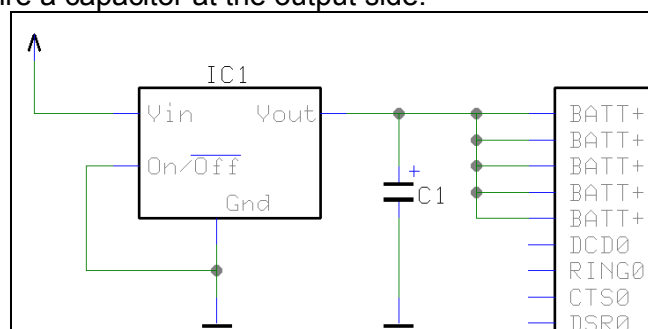 ire a capacitor at the output side.
IC1
Vin Vout
On/Off
Gnd
+
C1
BATT+
BATT+
BATT+
BATT+
BATT+
DCD0
RING0
CTS0
DSR0